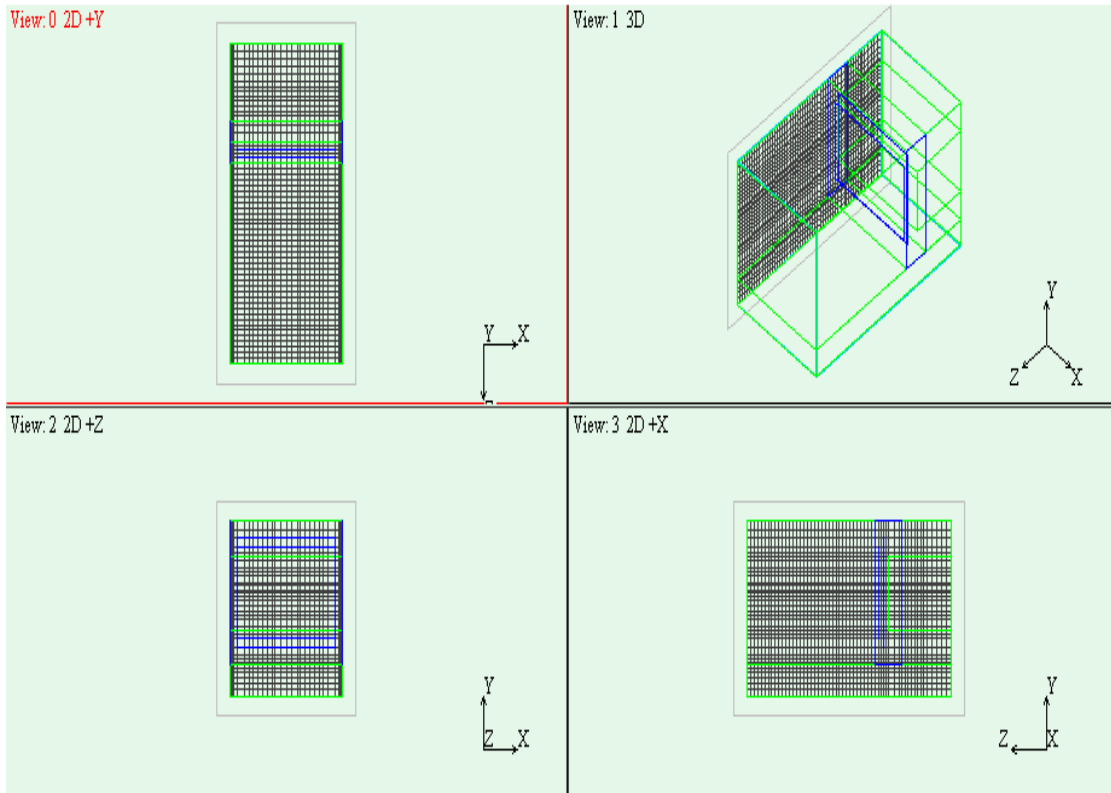 View: 0 2D +Y
Y X
View: 1 3D
Y
Z X
View: 2 2D +Z
Y
Z X
View: 3 2D +X
Y
Z X